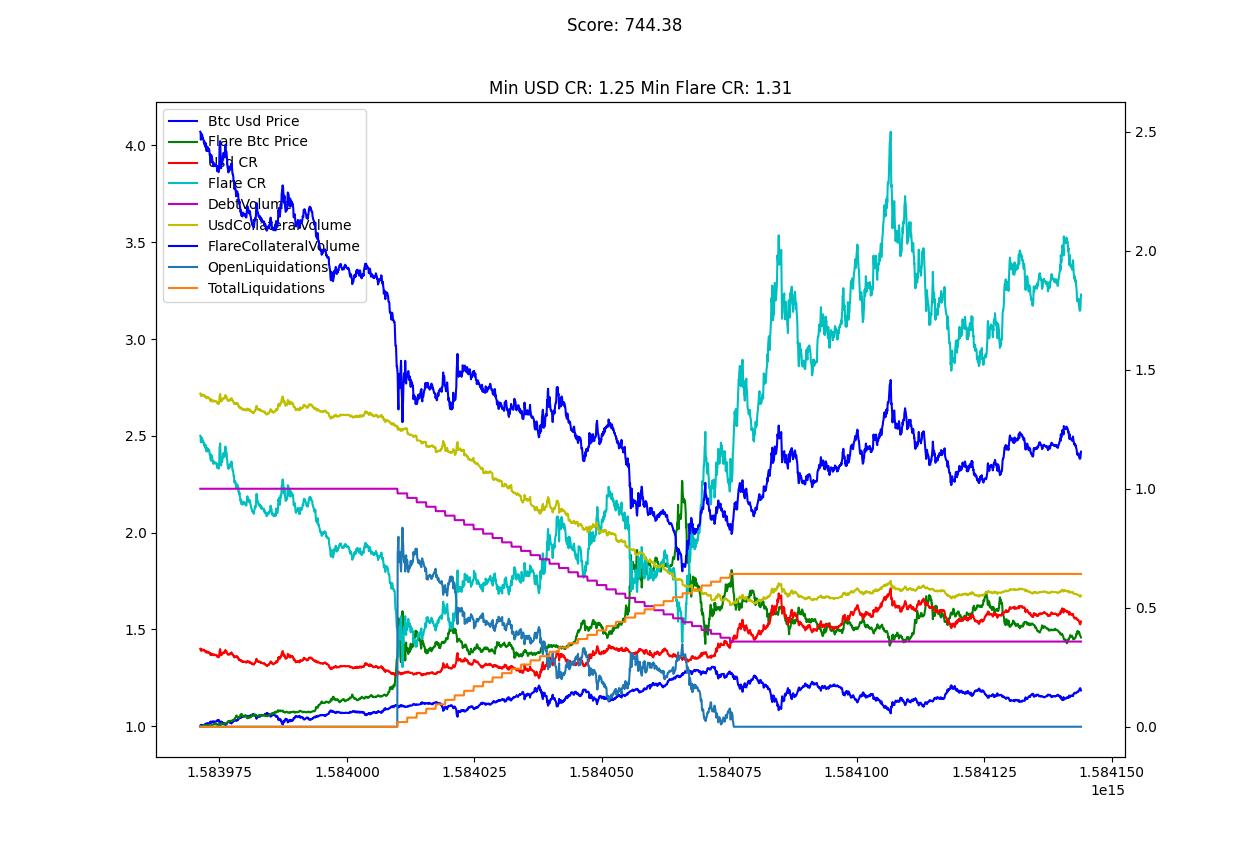 Score: 744.38
Min USD CR: 1.25 Min Flare CR: 1.31
Btc Usd Price
Flare Btc Price
Usd CR
Flare CR
DebtVolume
UsdCollateralVolume
FlareCollateralVolume
OpenLiquidations
TotalLiquidations
4.0
3.5
3.0
2.5
2.0
1.5
1.0
2.5
2.0
1.5
1.0
0.5
0.0
1.583975 1.584000 1.584025 1.584050 1.584075 1.584100 1.584125 1.584150
1e15